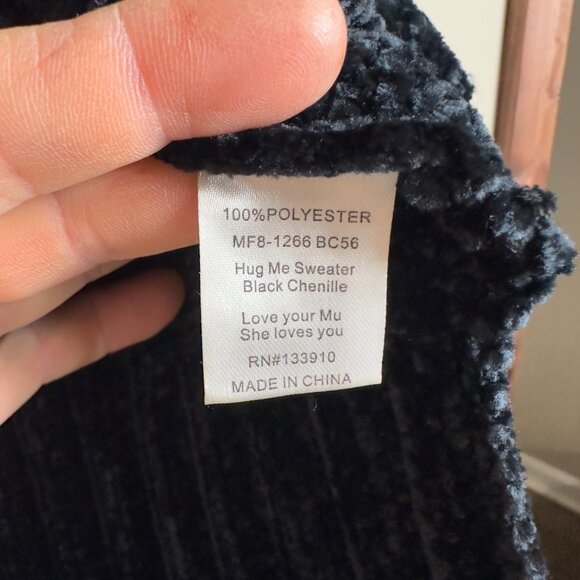 100%POLYESTER
MF8-1266 BC56
Hug Me Sweater
Black Chenille
Love your Mu
She loves you
RN#133910
MADE IN CHINA